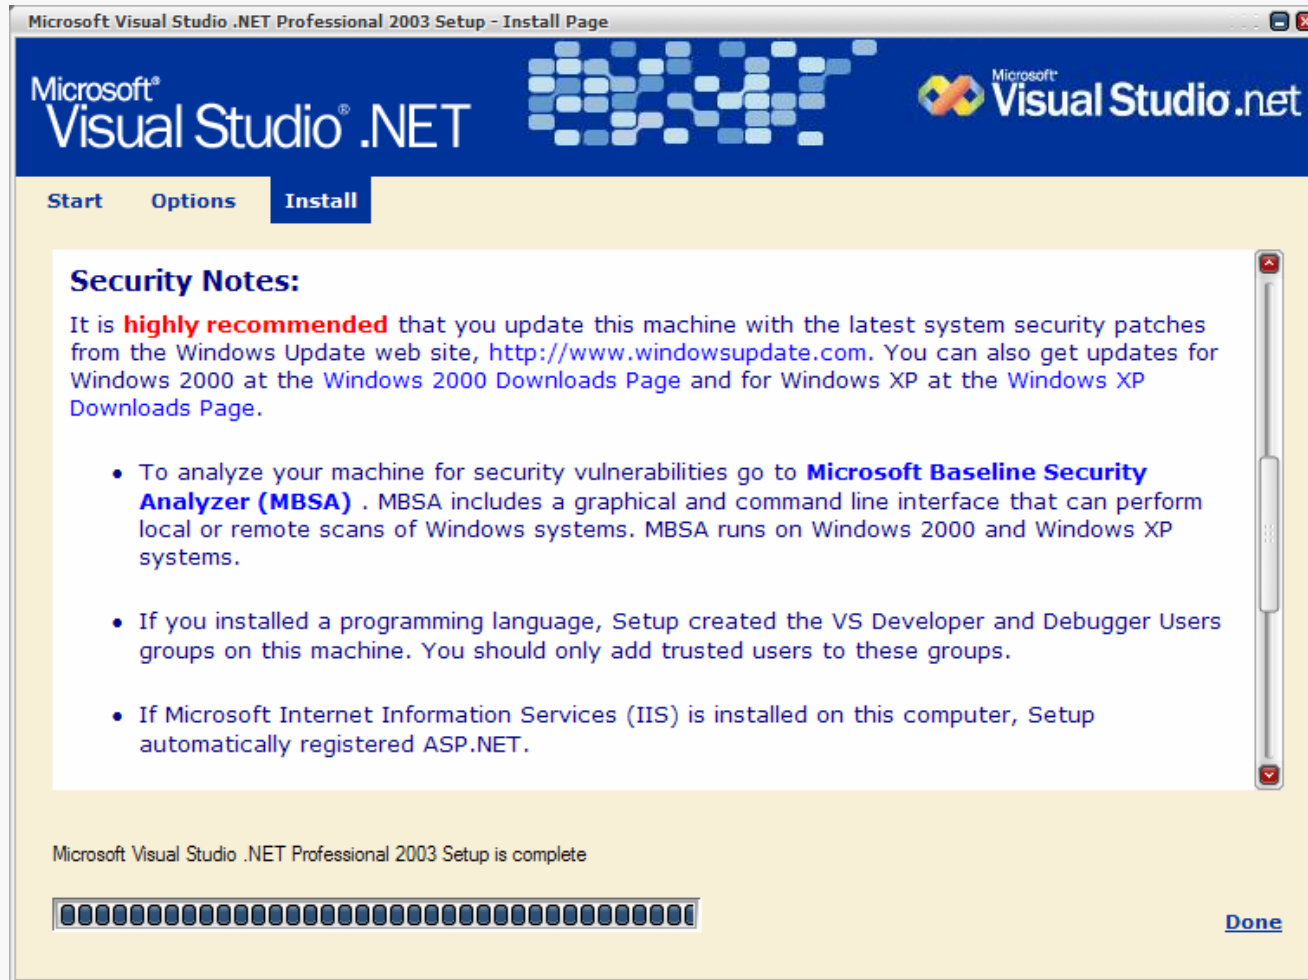 Microsoft Visual Studio .NET Professional 2003 Setup - Install Page
Microsoft®
Visual Studio® .NET
Microsoft
Visual Studio.net
Start Options Install
Security Notes:
It is highly recommended that you update this machine with the latest system security patches
from the Windows Update web site, http://www.windowsupdate.com. You can also get updates for
Windows 2000 at the Windows 2000 Downloads Page and for Windows XP at the Windows XP
Downloads Page.
• To analyze your machine for security vulnerabilities go to Microsoft Baseline Security
Analyzer (MBSA) . MBSA includes a graphical and command line interface that can perform
local or remote scans of Windows systems. MBSA runs on Windows 2000 and Windows XP
systems.
• If you installed a programming language, Setup created the VS Developer and Debugger Users
groups on this machine. You should only add trusted users to these groups.
• If Microsoft Internet Information Services (IIS) is installed on this computer, Setup
automatically registered ASP.NET.
Microsoft Visual Studio .NET Professional 2003 Setup is complete
Done